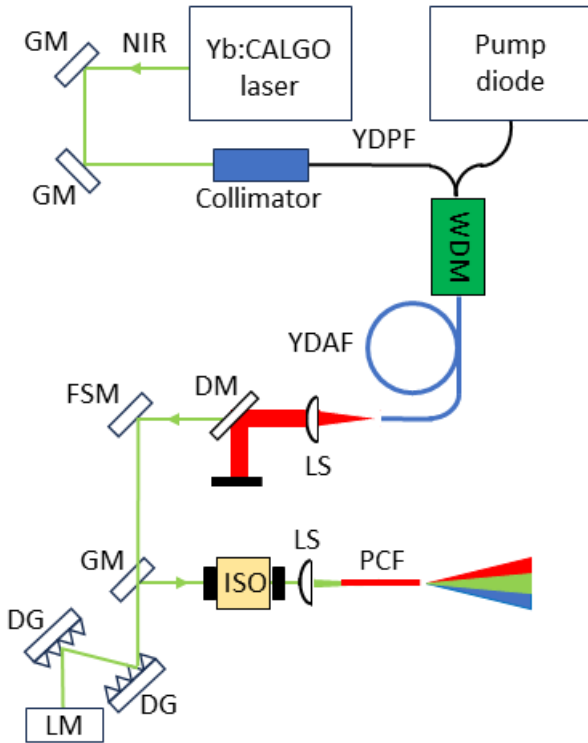 GM
NIR
Yb:CALGO
laser
Pump
diode
YDPF
GM
Collimator
WDM
YDAF
DM
FSM
LS
LS
GM
ISO
PCF
DG
DG
LM